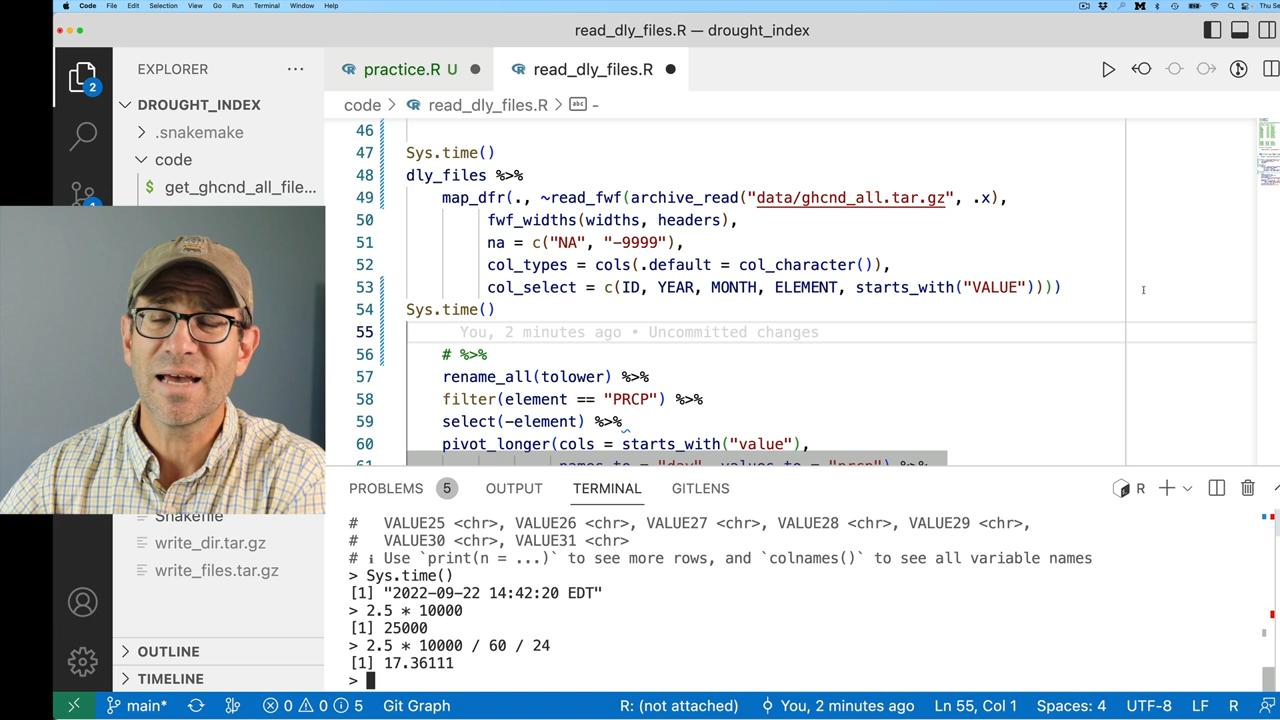 Code File Edit Selection View Go Run Terminal Window Help Thu Se
read_dly_files.R — drought_index
EXPLORER ···
practice.R U
read_dly_files.R
2
DROUGHT_INDEX
code > read_dly_files.R > abc -
.snakemake
code
$ get_ghcnd_all_file...
1
46
47 Sys.time()
48 dly_files %>%
49 map_dfr(., ~read_fwf(archive_read("data/ghcnd_all.tar.gz", .x),
50 fwf_widths(widths, headers),
51 na = c("NA", "-9999"),
52 col_types = cols(.default = col_character()),
53 col_select = c(ID, YEAR, MONTH, ELEMENT, starts_with("VALUE"))))
54 Sys.time()
55 You, 2 minutes ago • Uncommitted changes
56 # %>%
57 rename_all(tolower) %>%
58 filter(element == "PRCP") %>%
59 select(-element) %>%
60 pivot_longer(cols = starts_with("value"),
61 names_to = "day", values_to = "prcp") %>%
PROBLEMS 5 OUTPUT TERMINAL GITLENS R
Snakefile
write_dir.tar.gz
write_files.tar.gz
# VALUE25 <chr>, VALUE26 <chr>, VALUE27 <chr>, VALUE28 <chr>, VALUE29 <chr>,
# VALUE30 <chr>, VALUE31 <chr>
# ℹ Use `print(n = ...)` to see more rows, and `colnames()` to see all variable names
> Sys.time()
[1] "2022-09-22 14:42:20 EDT"
> 2.5 * 10000
[1] 25000
> 2.5 * 10000 / 60 / 24
[1] 17.36111
>
OUTLINE
TIMELINE
main* 0 0 5 Git Graph R: (not attached) You, 2 minutes ago Ln 55, Col 1 Spaces: 4 UTF-8 LF R